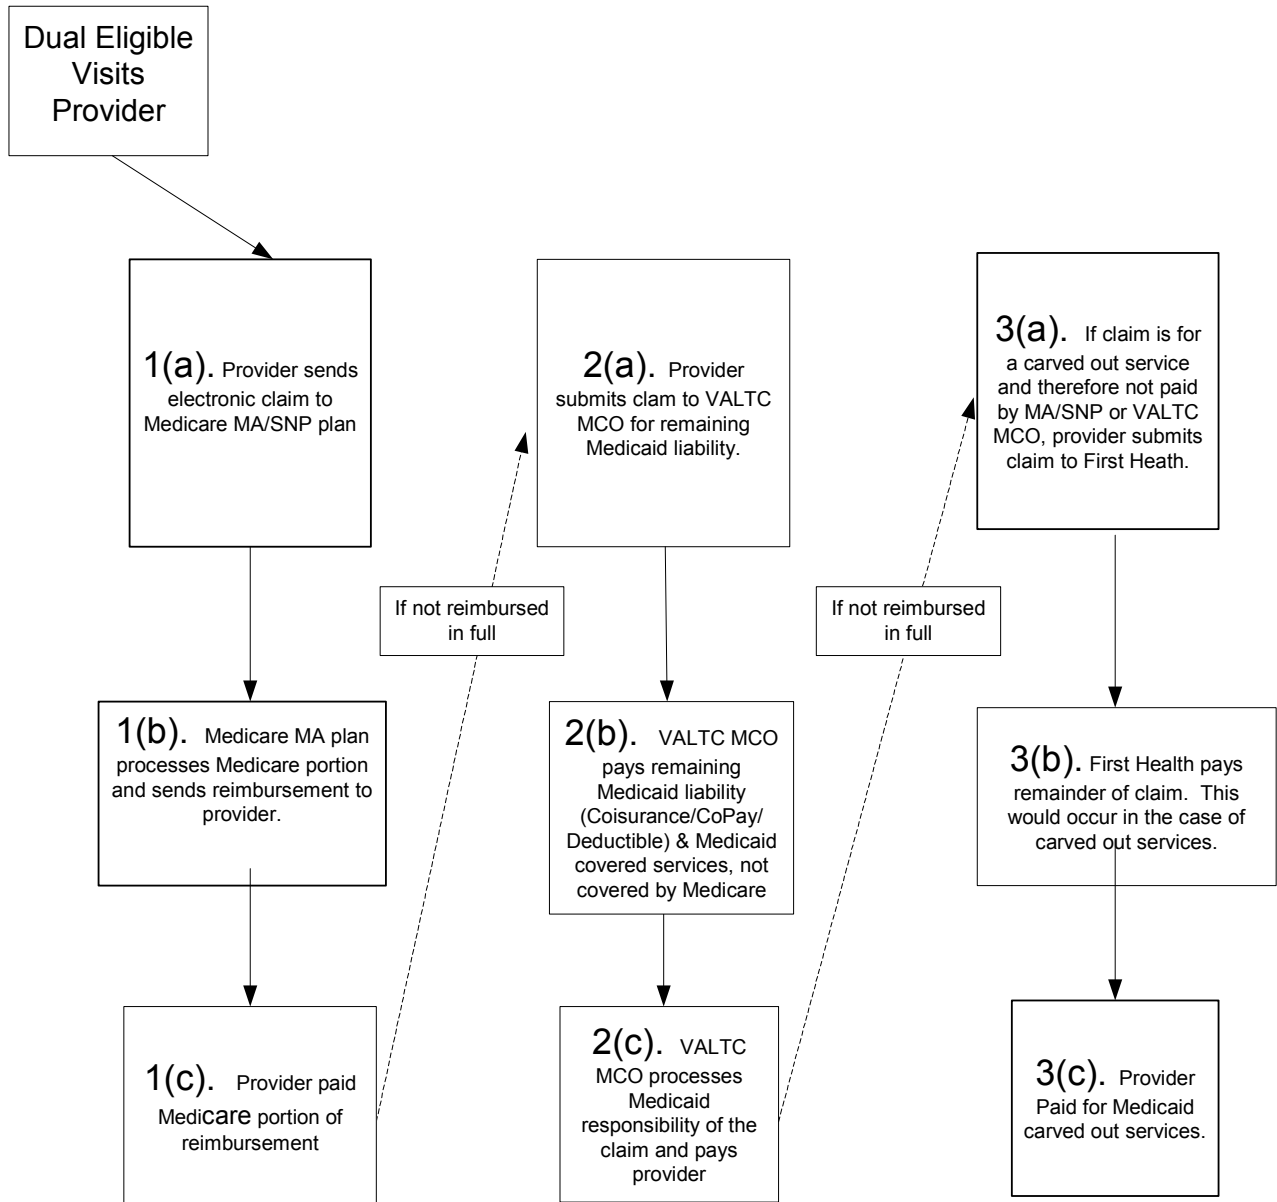 Dual Eligible
Visits
Provider
1(a). Provider sends
electronic claim to
Medicare MA/SNP plan
1(b). Medicare MA plan
processes Medicare portion
and sends reimbursement to
provider.
1(c). Provider paid
Medicare portion of
reimbursement
If not reimbursed
in full
2(a). Provider
submits clam to VALTC
MCO for remaining
Medicaid liability.
2(b). VALTC MCO
pays remaining
Medicaid liability
(Coisurance/CoPay/
Deductible) & Medicaid
covered services, not
covered by Medicare
2(c). VALTC
MCO processes
Medicaid
responsibility of the
claim and pays
provider
If not reimbursed
in full
3(a). If claim is for
a carved out service
and therefore not paid
by MA/SNP or VALTC
MCO, provider submits
claim to First Heath.
3(b). First Health pays
remainder of claim. This
would occur in the case of
carved out services.
3(c). Provider
Paid for Medicaid
carved out services.